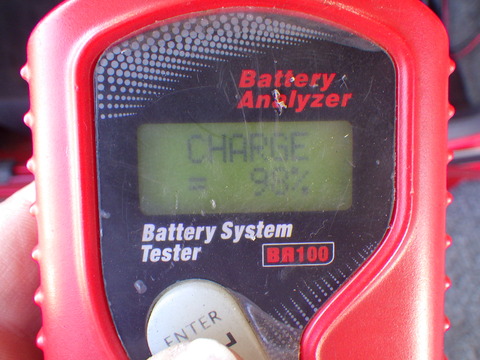 Battery
Analyzer
CHARGE
= 90%
Battery System
Tester BA100
ENTER